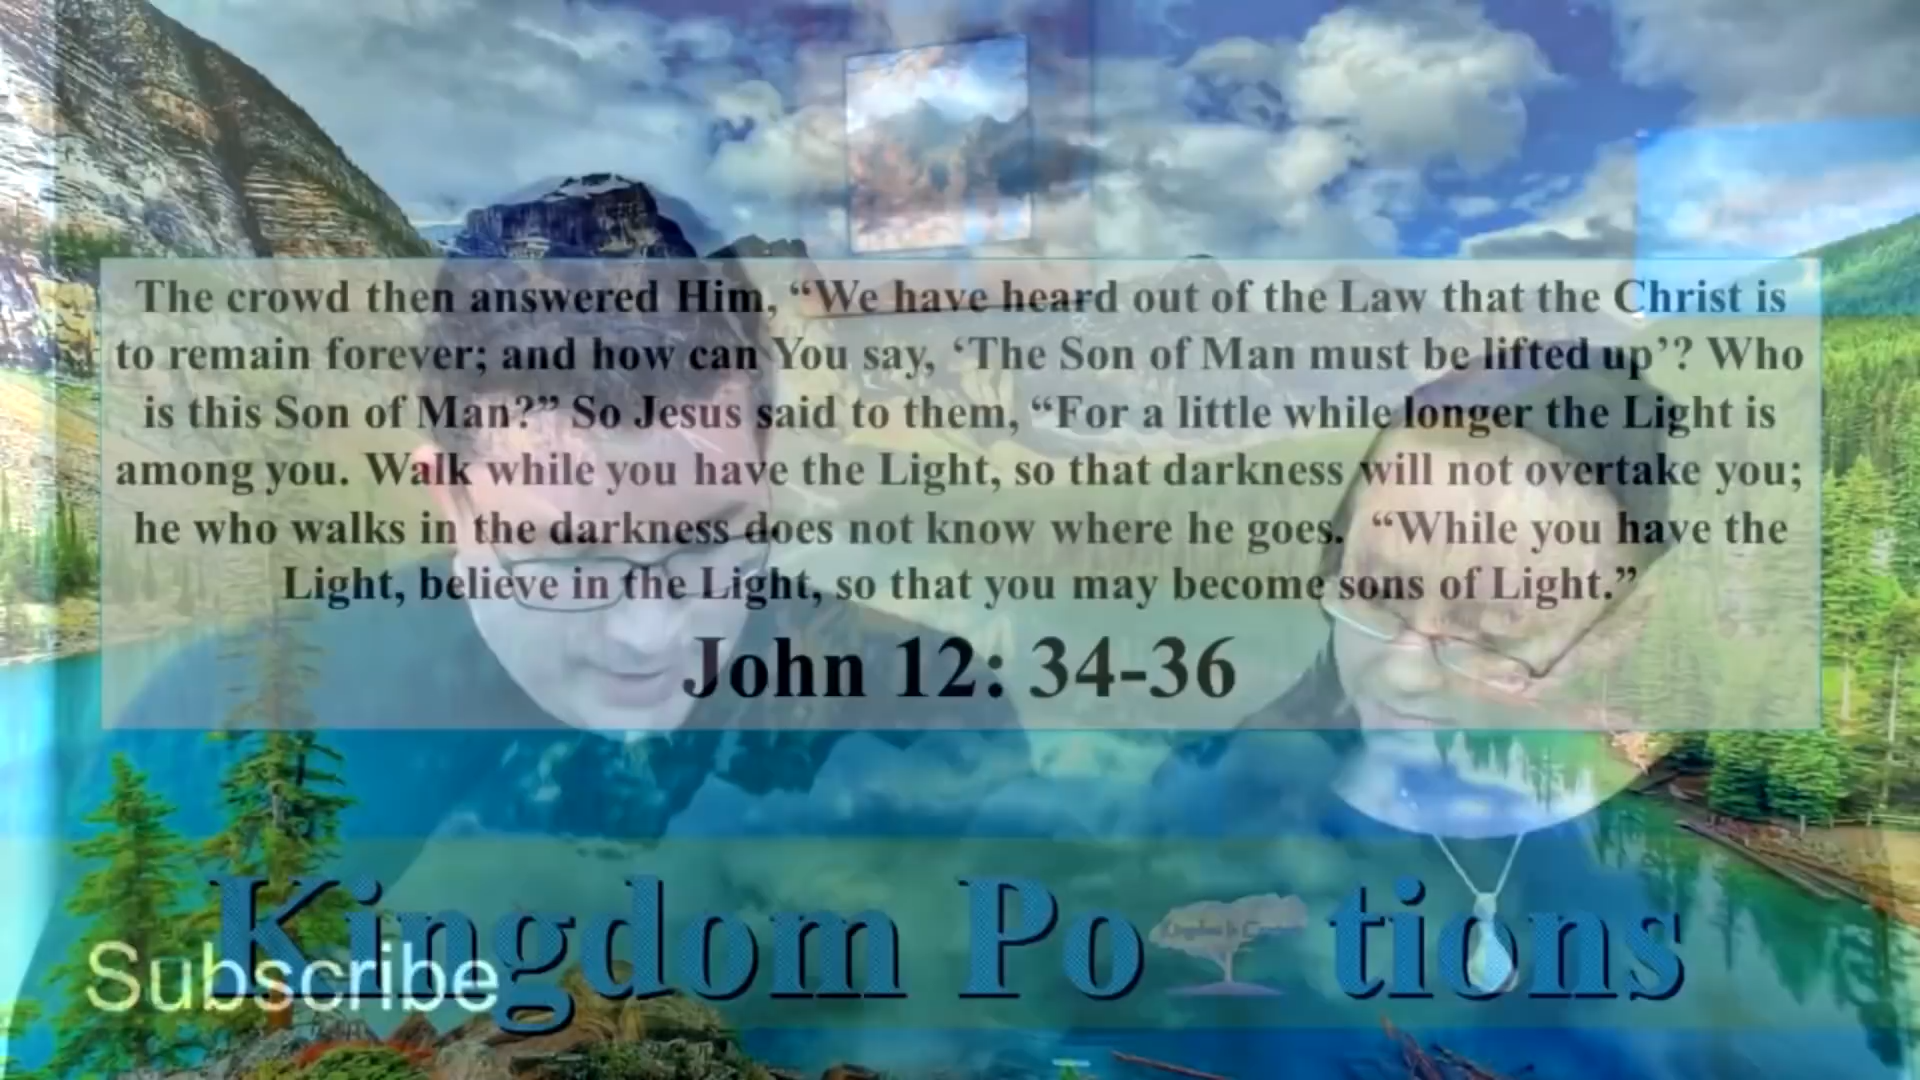 The crowd then answered Him, “We have heard out of the Law that the Christ is
to remain forever; and how can You say, ‘The Son of Man must be lifted up’? Who
is this Son of Man?” So Jesus said to them, “For a little while longer the Light is
among you. Walk while you have the Light, so that darkness will not overtake you;
he who walks in the darkness does not know where he goes. “While you have the
Light, believe in the Light, so that you may become sons of Light.”
John 12: 34-36
Kingdom Po tions
Subscribe